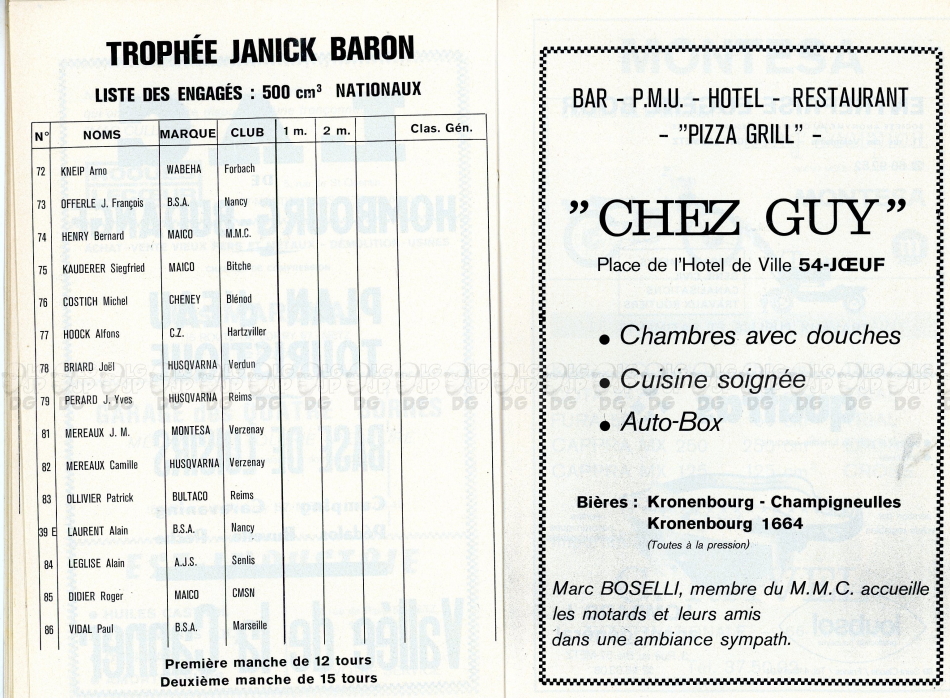 TROPHÉE JANICK BARON
LISTE DES ENGAGÉS : 500 cm³ NATIONAUX
N° NOMS MARQUE CLUB 1 m. 2 m. Clas. Gén.
72 KNEIP Arno WABEHA Forbach
73 OFFERLE J. François B.S.A. Nancy
74 HENRY Bernard MAICO M.M.C.
75 KAUDERER Siegfried MAICO Bitche
76 COSTICH Michel CHENEY Blénod
77 HOOCK Alfons C.Z. Hartzviller
78 BRIARD Joël HUSQVARNA Verdun
79 PERARD J. Yves HUSQVARNA Reims
81 MEREAUX J. M. MONTESA Verzenay
82 MEREAUX Camille HUSQVARNA Verzenay
83 OLLIVIER Patrick BULTACO Reims
39 E LAURENT Alain B.S.A. Nancy
84 LEGLISE Alain A.J.S. Senlis
85 DIDIER Roger MAICO CMSN
86 VIDAL Paul B.S.A. Marseille
Première manche de 12 tours
Deuxième manche de 15 tours
BAR - P.M.U. - HOTEL - RESTAURANT
- "PIZZA GRILL" -
"CHEZ GUY"
Place de l'Hotel de Ville 54-JŒUF
• Chambres avec douches
• Cuisine soignée
• Auto-Box
Bières : Kronenbourg - Champigneulles
Kronenbourg 1664
(Toutes à la pression)
Marc BOSELLI, membre du M.M.C. accueille
les motards et leurs amis
dans une ambiance sympath.